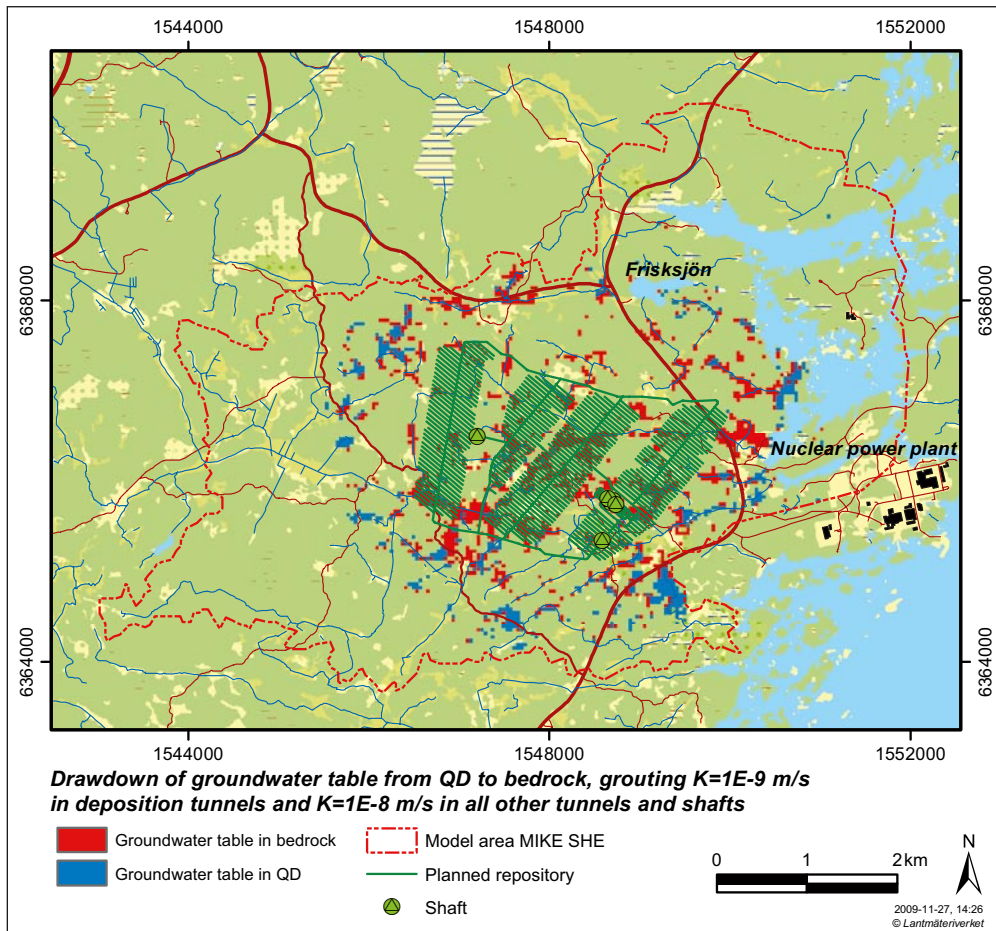 1544000 1548000 1552000
6368000 6368000
Frisksjön
Nuclear power plant
6364000 6364000
1544000 1548000 1552000
Drawdown of groundwater table from QD to bedrock, grouting K=1E-9 m/s
in deposition tunnels and K=1E-8 m/s in all other tunnels and shafts
Groundwater table in bedrock
Groundwater table in QD
Model area MIKE SHE
Planned repository
Shaft
0 1 2 km
N
2009-11-27, 14:26
© Lantmäteriverket